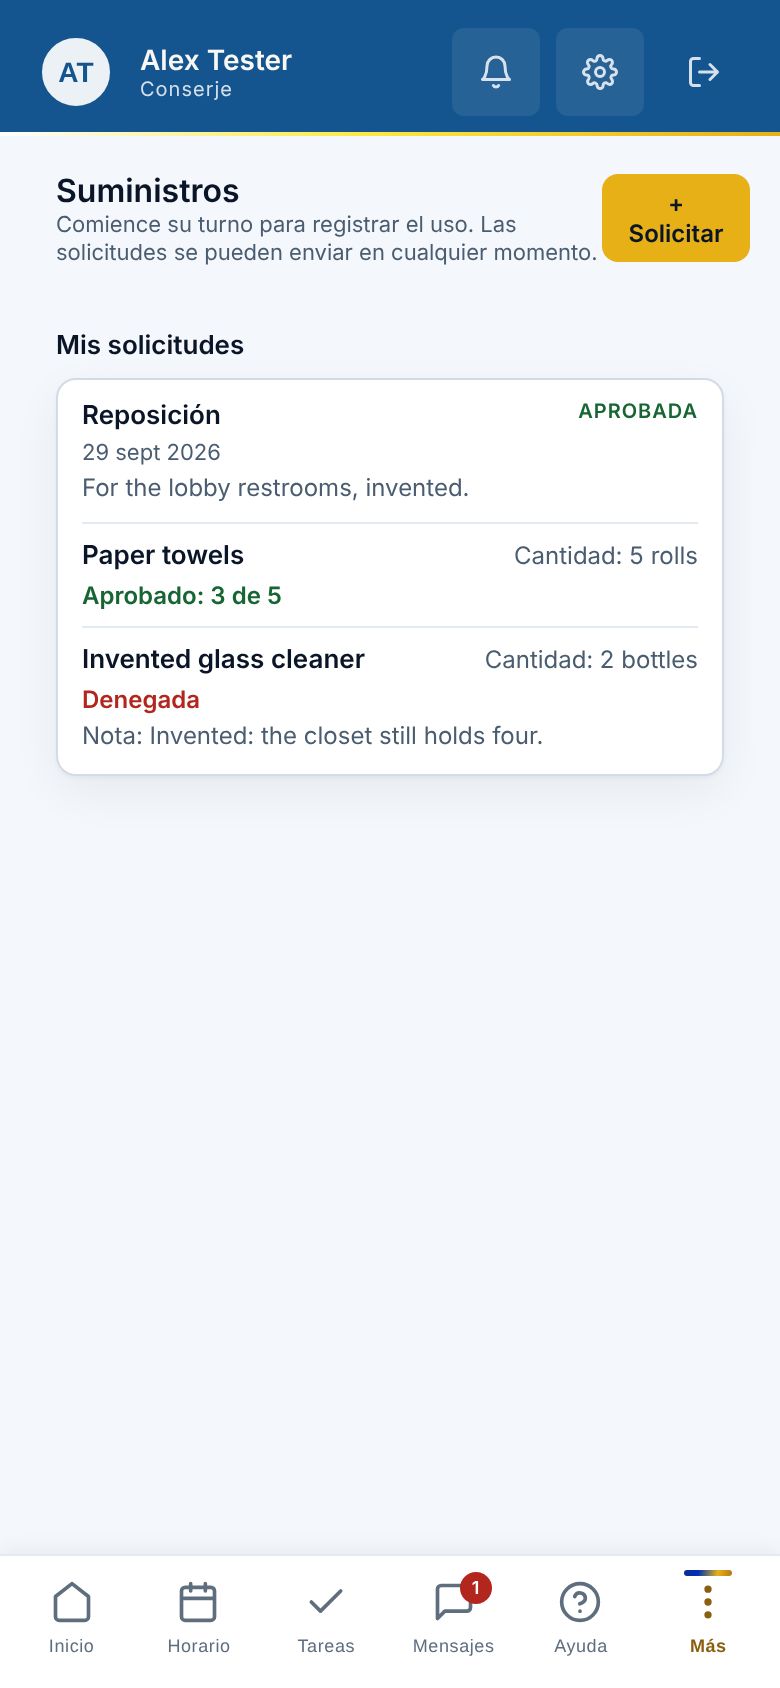 AT
Alex Tester
Conserje
Suministros
Comience su turno para registrar el uso. Las
solicitudes se pueden enviar en cualquier momento.
+
Solicitar
Mis solicitudes
Reposición
APROBADA
29 sept 2026
For the lobby restrooms, invented.
Paper towels
Cantidad: 5 rolls
Aprobado: 3 de 5
Invented glass cleaner
Cantidad: 2 bottles
Denegada
Nota: Invented: the closet still holds four.
1
Inicio
Horario
Tareas
Mensajes
Ayuda
Más